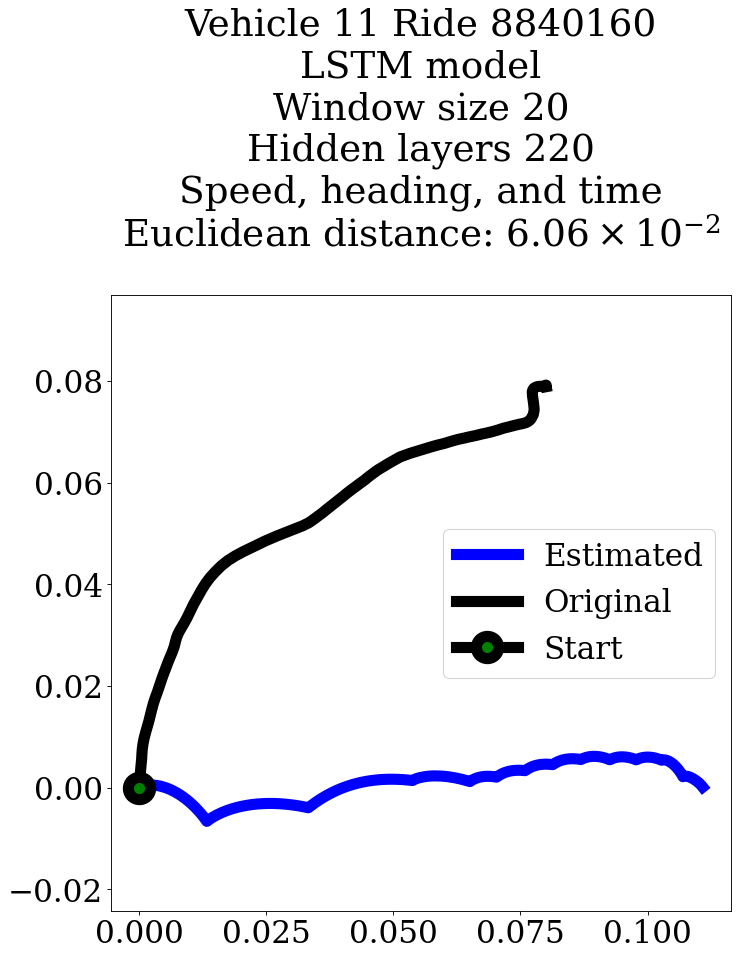 Vehicle 11 Ride 8840160
LSTM model
Window size 20
Hidden layers 220
Speed, heading, and time
Euclidean distance: 6.06 × 10⁻²
0.08
0.06
0.04
0.02
0.00
−0.02
Estimated
Original
Start
0.000 0.025 0.050 0.075 0.100